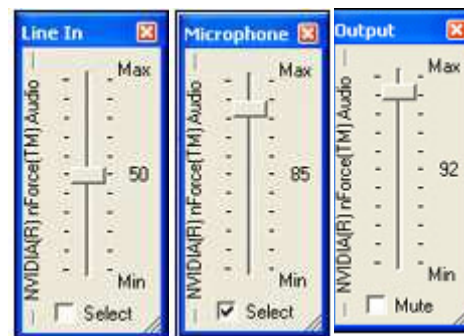 Line In
Max
NVIDIA(R) nForce(TM) Audio
50
Min
Select
Microphone
Max
NVIDIA(R) nForce(TM) Audio
85
Min
Select
Output
Max
NVIDIA(R) nForce(TM) Audio
92
Min
Mute